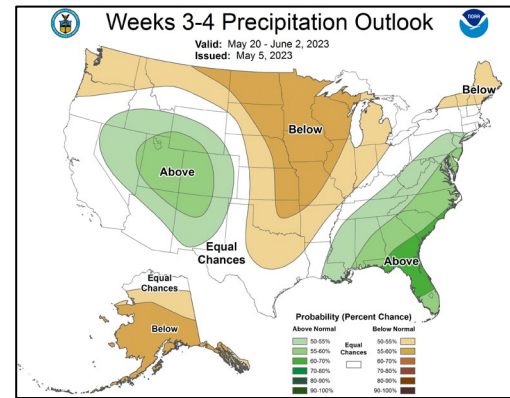 Weeks 3-4 Precipitation Outlook
Valid: May 20 - June 2, 2023
Issued: May 5, 2023
NOAA
Below
Below
Above
Equal
Chances
Above
Equal
Chances
Below
Probability (Percent Chance)
Above Normal
Below Normal
50-55%
55-60%
60-70%
70-80%
80-90%
90-100%
Equal
Chances
50-55%
55-60%
60-70%
70-80%
80-90%
90-100%